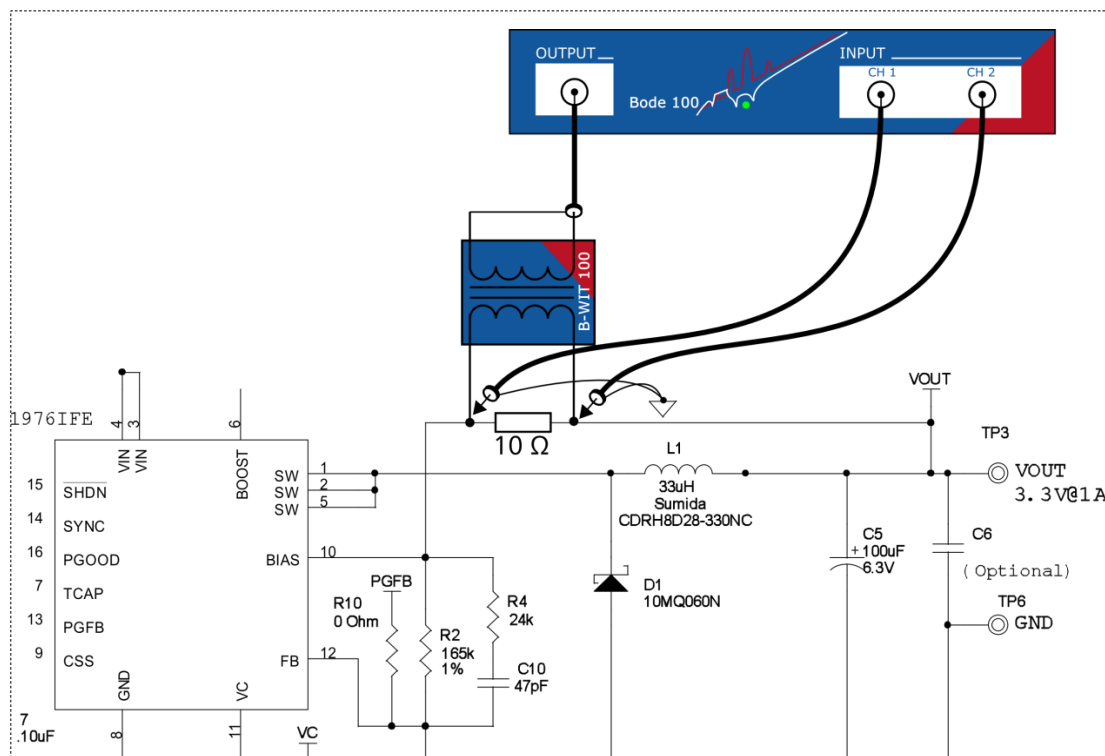 OUTPUT
INPUT
CH 1
CH 2
Bode 100
B-WIT 100
10 Ω
VOUT
TP3
VOUT
3.3V@1A
1976IFE
4
3
6
VIN
VIN
BOOST
SW
1
SW
2
SW
5
15
SHDN
14
SYNC
16
PGOOD
7
TCAP
13
PGFB
9
CSS
BIAS
10
FB
12
GND
VC
8
11
7
.10uF
VC
L1
33uH
Sumida
CDRH8D28-330NC
D1
10MQ060N
C5
+
100uF
6.3V
C6
(Optional)
TP6
GND
PGFB
R10
0 Ohm
R2
165k
1%
R4
24k
C10
47pF